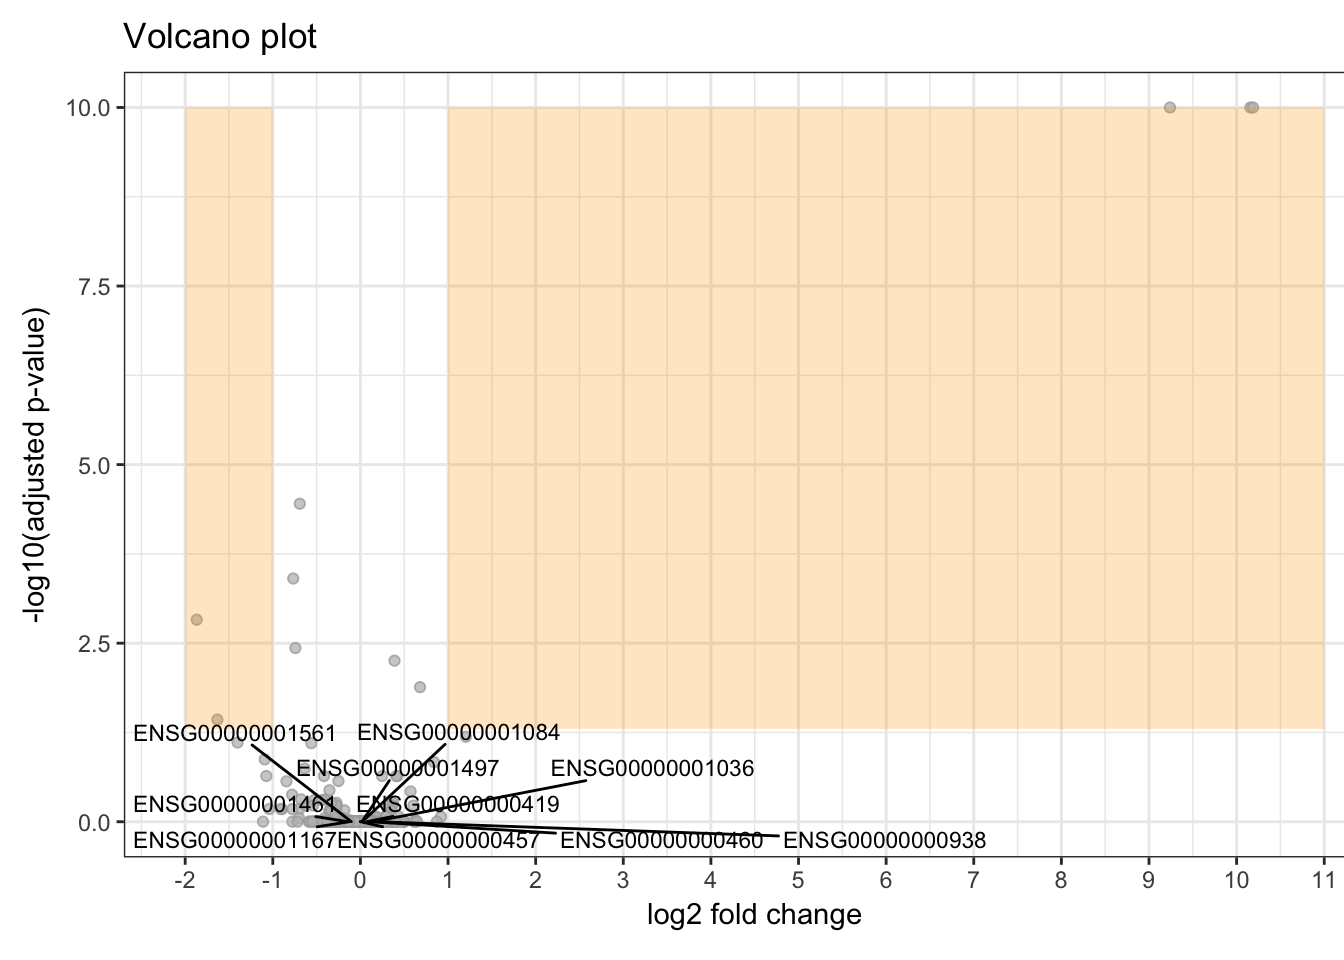 Volcano plot
-log10(adjusted p-value)
10.0
7.5
5.0
2.5
0.0
ENSG00000001561 ENSG00000001084
ENSG00000001497 ENSG00000001036
ENSG00000001461 ENSG00000000419
ENSG00000001167 ENSG00000000457 ENSG00000000460 ENSG00000000938
-2 -1 0 1 2 3 4 5 6 7 8 9 10 11
log2 fold change